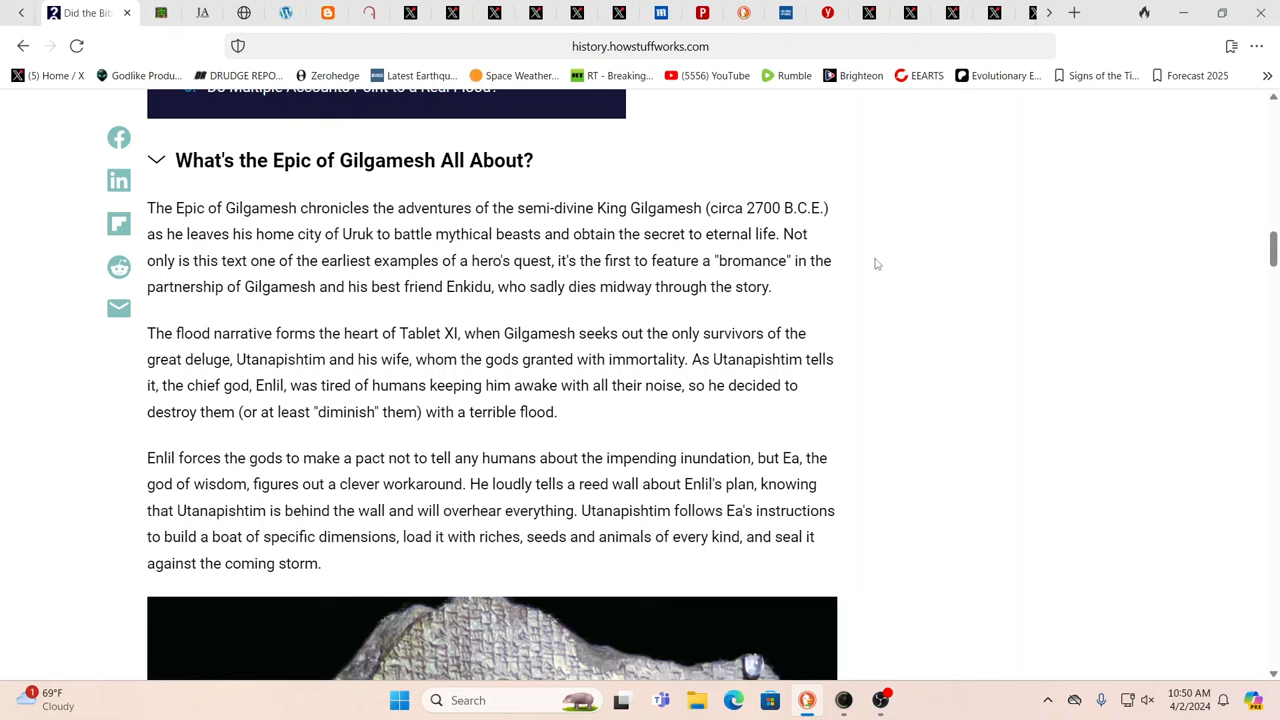 Did the Bib
history.howstuffworks.com
(5) Home / X
Godlike Produ...
DRUDGE REPO...
Zerohedge
Latest Earthqu...
Space Weather...
RT - Breaking...
(5556) YouTube
Rumble
Brighteon
EEARTS
Evolutionary E...
Signs of the Ti...
Forecast 2025
Do Multiple Accounts Point to a Real Flood?
What's the Epic of Gilgamesh All About?
The Epic of Gilgamesh chronicles the adventures of the semi-divine King Gilgamesh (circa 2700 B.C.E.)
as he leaves his home city of Uruk to battle mythical beasts and obtain the secret to eternal life. Not
only is this text one of the earliest examples of a hero's quest, it's the first to feature a "bromance" in the
partnership of Gilgamesh and his best friend Enkidu, who sadly dies midway through the story.
The flood narrative forms the heart of Tablet XI, when Gilgamesh seeks out the only survivors of the
great deluge, Utanapishtim and his wife, whom the gods granted with immortality. As Utanapishtim tells
it, the chief god, Enlil, was tired of humans keeping him awake with all their noise, so he decided to
destroy them (or at least "diminish" them) with a terrible flood.
Enlil forces the gods to make a pact not to tell any humans about the impending inundation, but Ea, the
god of wisdom, figures out a clever workaround. He loudly tells a reed wall about Enlil's plan, knowing
that Utanapishtim is behind the wall and will overhear everything. Utanapishtim follows Ea's instructions
to build a boat of specific dimensions, load it with riches, seeds and animals of every kind, and seal it
against the coming storm.
1
69°F
Cloudy
Search
10:50 AM
4/2/2024